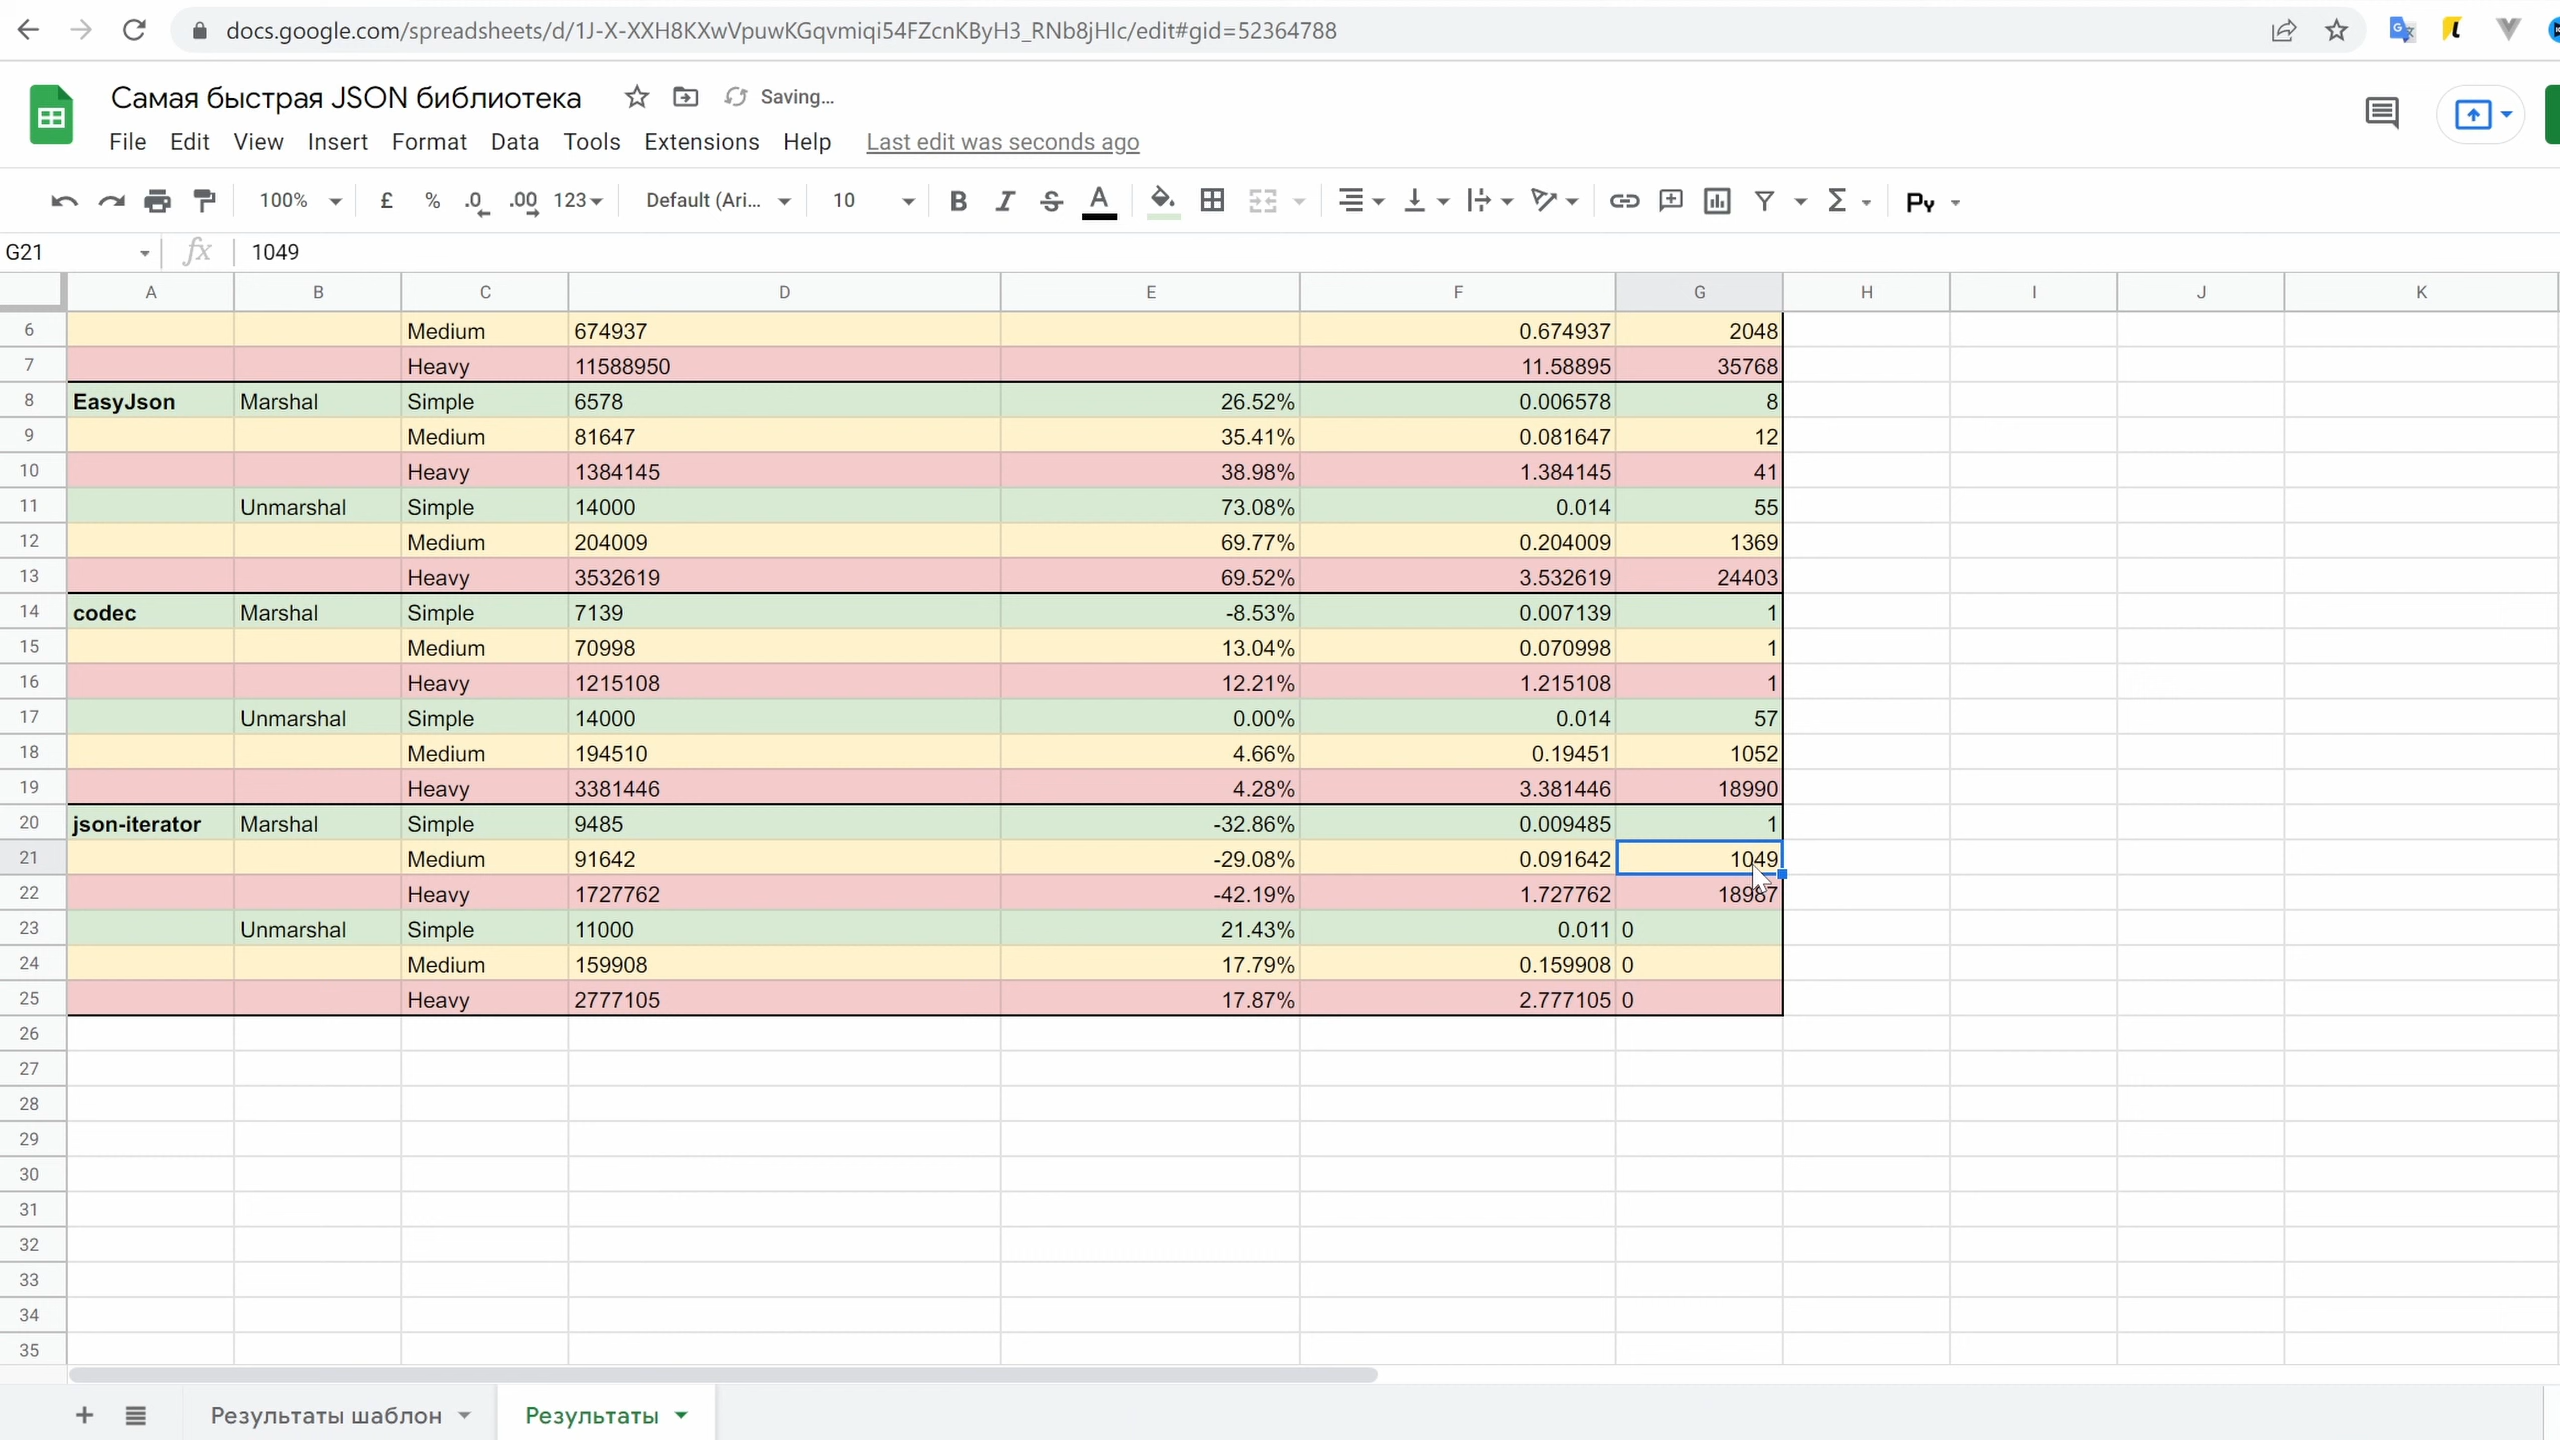 docs.google.com/spreadsheets/d/1J-X-XXH8KXwVpuwKGqvmiqi54FZcnKByH3_RNb8jHIc/edit#gid=52364788
Самая быстрая JSON библиотека Saving...
File Edit View Insert Format Data Tools Extensions Help Last edit was seconds ago
100% £ % .0 .00 123 Default (Ari... 10 B I S A Σ Py
G21 fx 1049
A B C D E F G H I J K
6 Medium 674937 0.674937 2048
7 Heavy 11588950 11.58895 35768
8 EasyJson Marshal Simple 6578 26.52% 0.006578 8
9 Medium 81647 35.41% 0.081647 12
10 Heavy 1384145 38.98% 1.384145 41
11 Unmarshal Simple 14000 73.08% 0.014 55
12 Medium 204009 69.77% 0.204009 1369
13 Heavy 3532619 69.52% 3.532619 24403
14 codec Marshal Simple 7139 -8.53% 0.007139 1
15 Medium 70998 13.04% 0.070998 1
16 Heavy 1215108 12.21% 1.215108 1
17 Unmarshal Simple 14000 0.00% 0.014 57
18 Medium 194510 4.66% 0.19451 1052
19 Heavy 3381446 4.28% 3.381446 18990
20 json-iterator Marshal Simple 9485 -32.86% 0.009485 1
21 Medium 91642 -29.08% 0.091642 1049
22 Heavy 1727762 -42.19% 1.727762 18987
23 Unmarshal Simple 11000 21.43% 0.011 0
24 Medium 159908 17.79% 0.159908 0
25 Heavy 2777105 17.87% 2.777105 0
26
27
28
29
30
31
32
33
34
35
Результаты шаблон Результаты